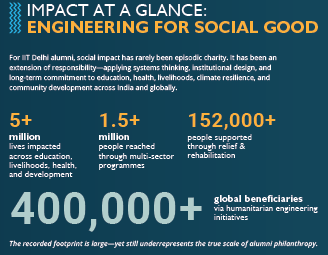 IMPACT AT A GLANCE:
ENGINEERING FOR SOCIAL GOOD
For IIT Delhi alumni, social impact has rarely been episodic charity. It has been an
extension of responsibility—applying systems thinking, institutional design, and
long-term commitment to education, health, livelihoods, climate resilience, and
community development across India and globally.
5+
million
lives impacted
across education,
livelihoods, health,
and development
1.5+
million
people reached
through multi-sector
programmes
152,000+
people supported
through relief &
rehabilitation
400,000+
global beneficiaries
via humanitarian engineering
initiatives
The recorded footprint is large—yet still underrepresents the true scale of alumni philanthropy.